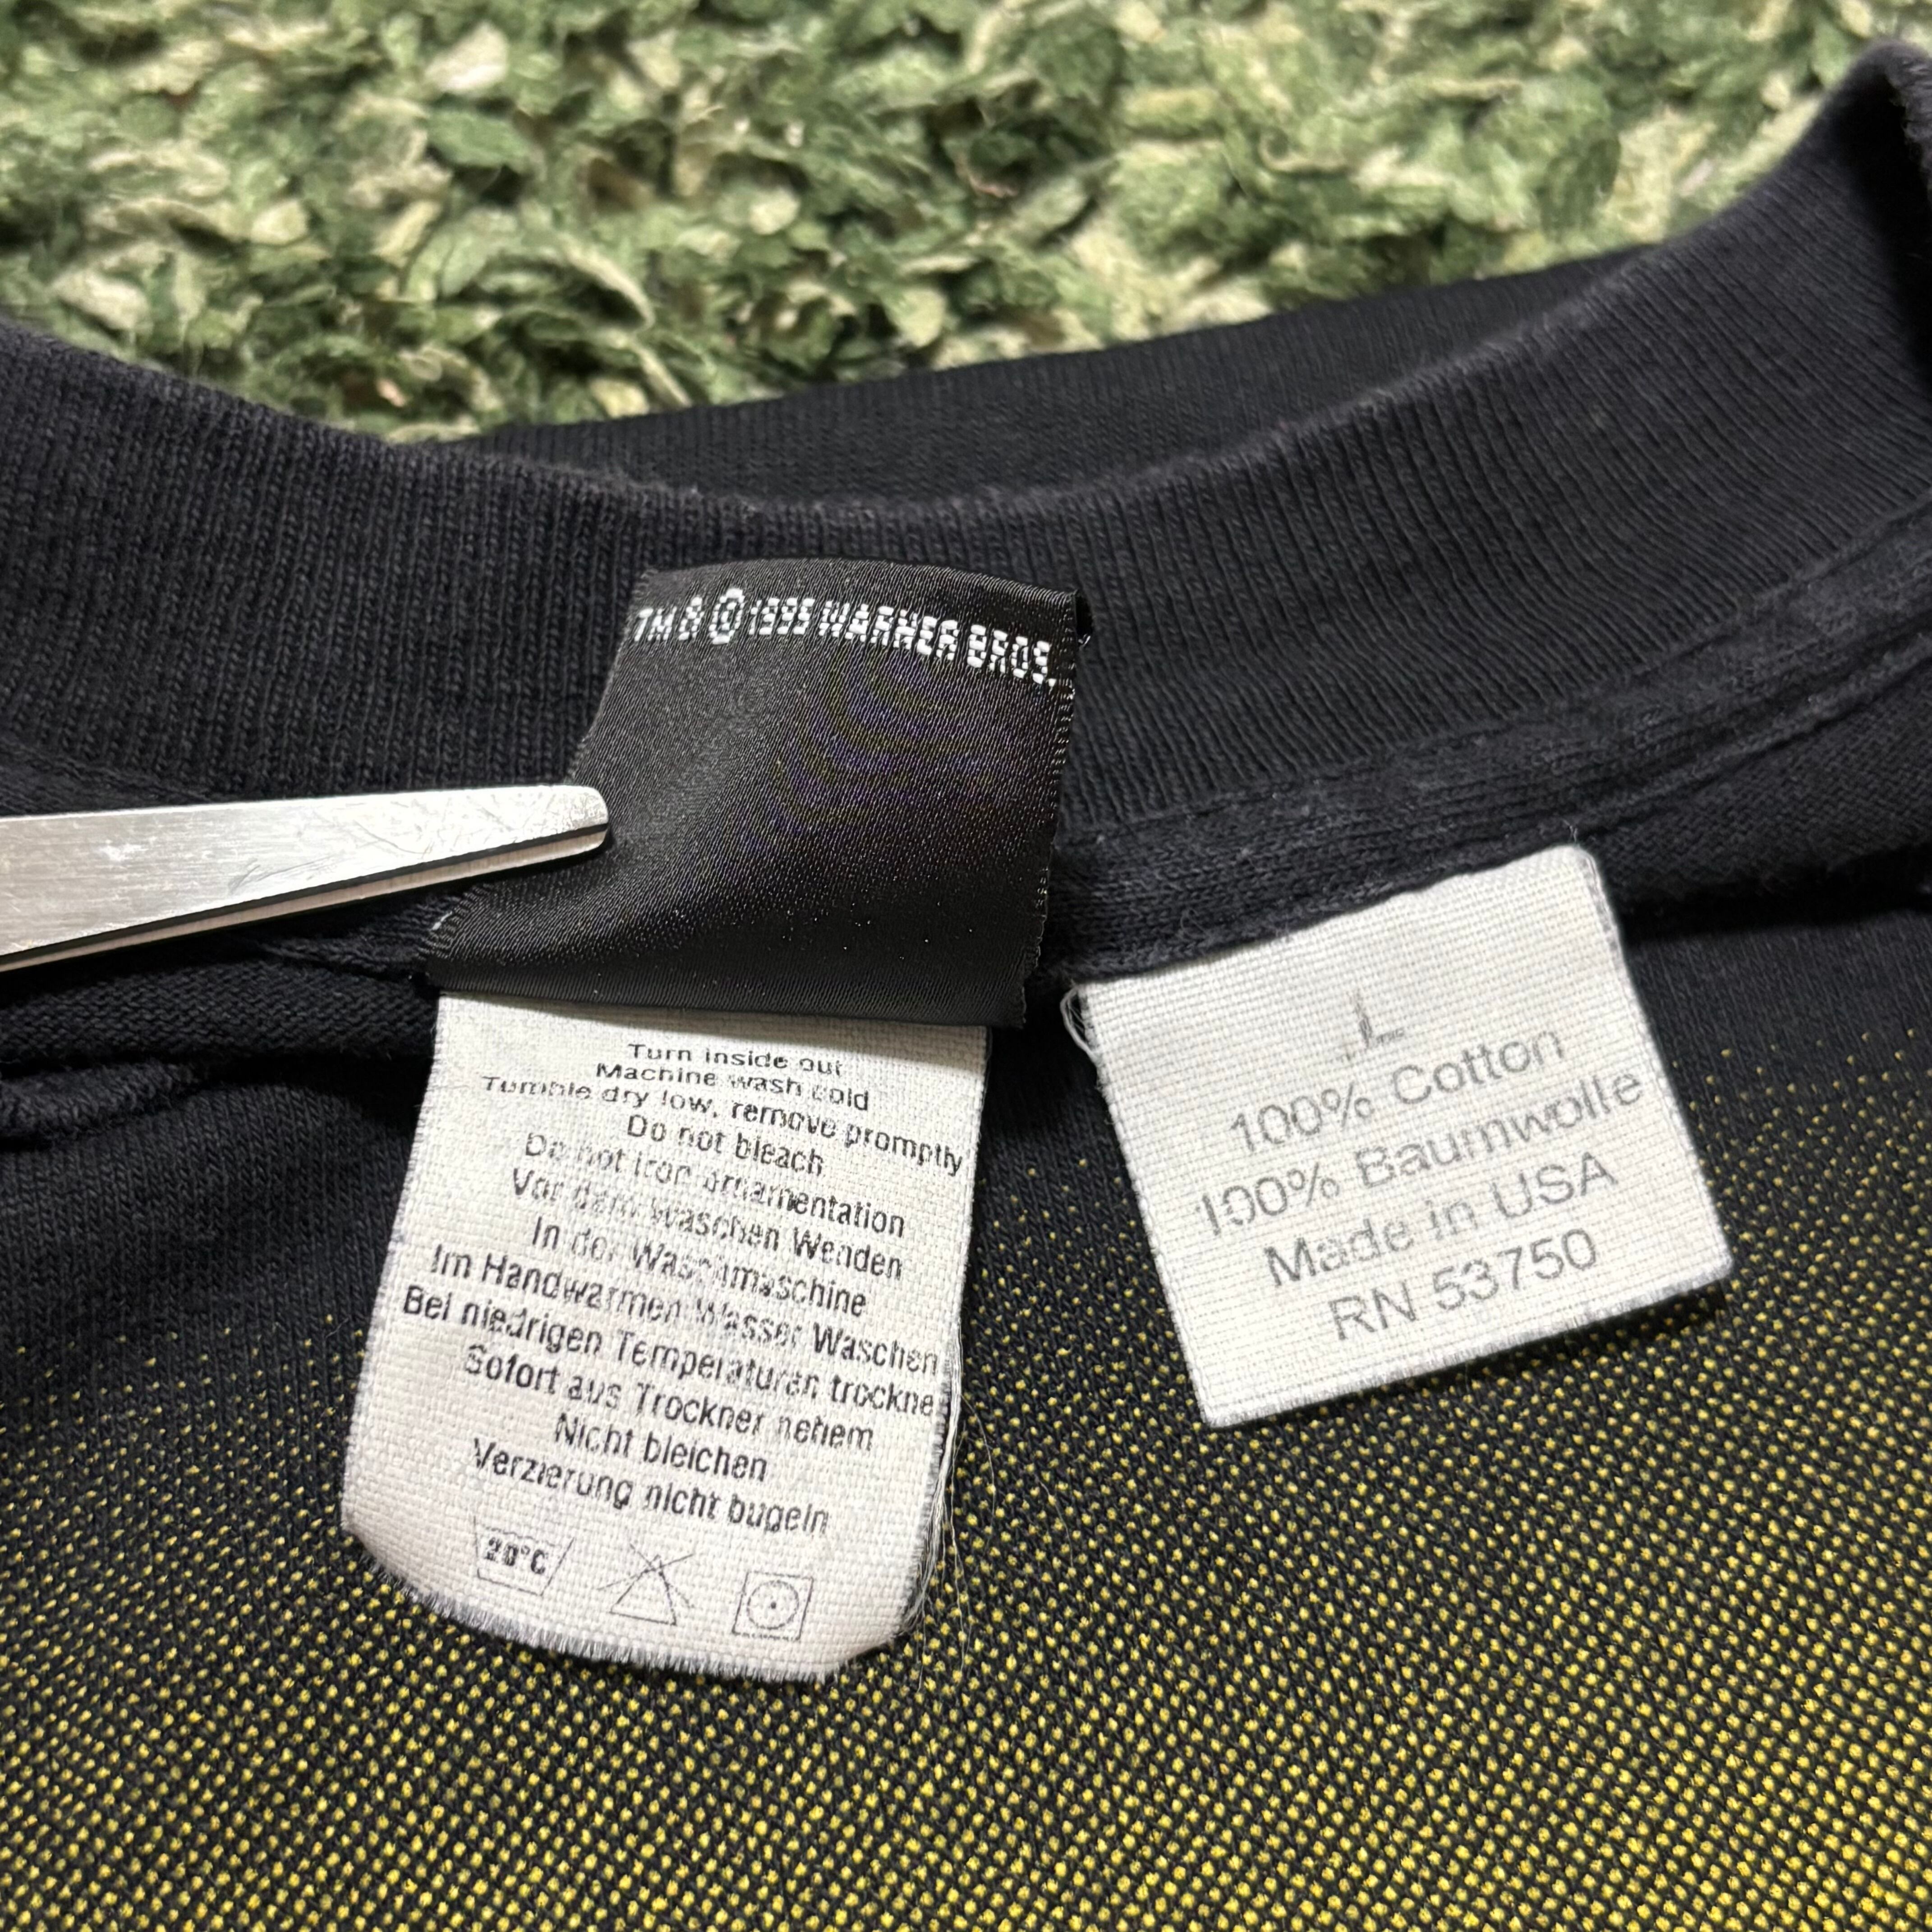 TM & © 1995 WARNER BROS.
Turn inside out
Machine wash cold
Tumble dry low, remove promptly
Do not bleach
Do not iron ornamentation
Vor dem waschen Wenden
In der Waschmaschine
Im Handwarmen Wasser Waschen
Bei niedrigen Temperaturen trockne
Sofort aus Trockner nehem
Nicht bleichen
Verzierung nicht bugeln
20°C
L
100% Cotton
100% Baumwolle
Made in USA
RN 53750